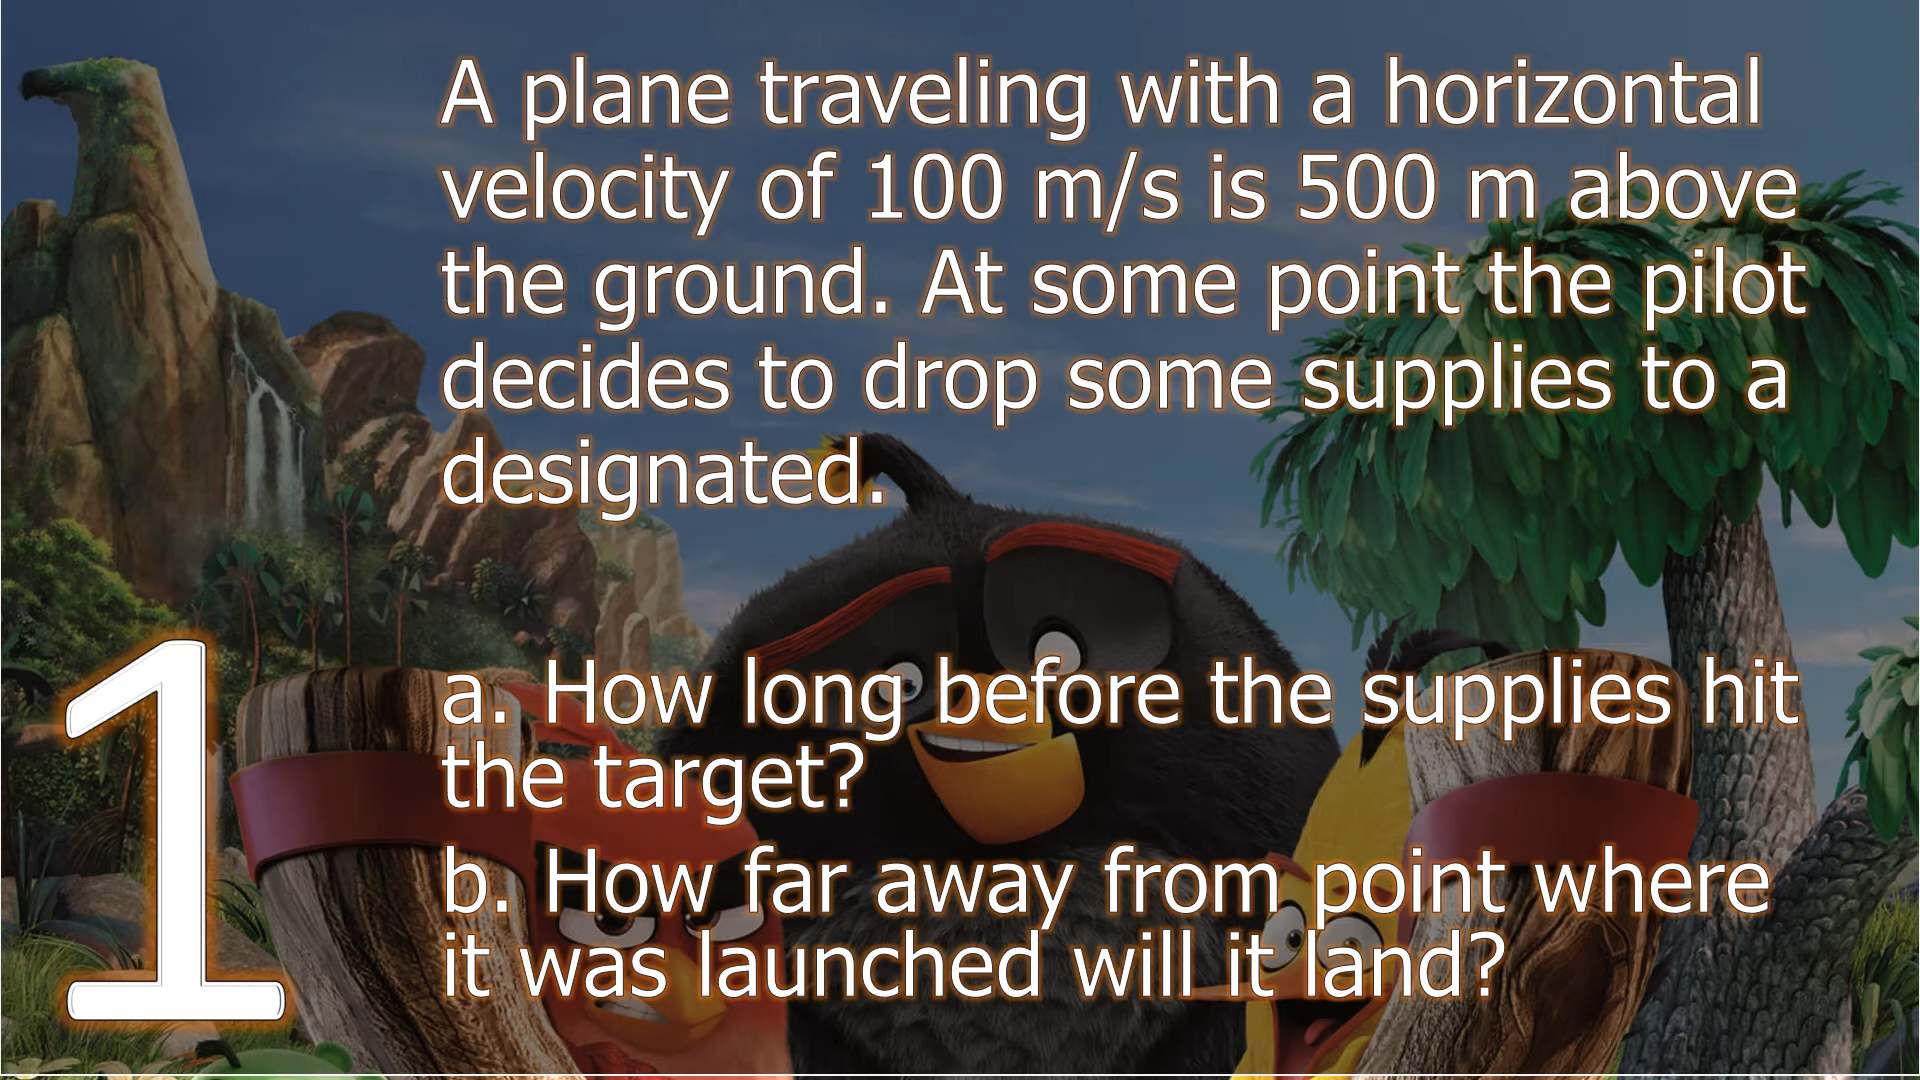 A plane traveling with a horizontal
velocity of 100 m/s is 500 m above
the ground. At some point the pilot
decides to drop some supplies to a
designated.
a. How long before the supplies hit
the target?
b. How far away from point where
it was launched will it land?
1